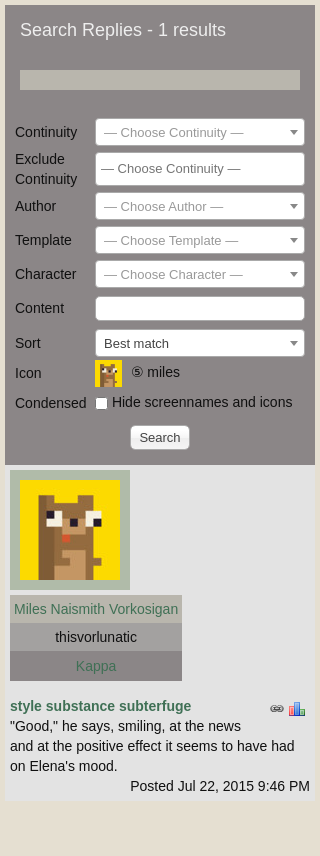 Search Replies - 1 results
Continuity — Choose Continuity —
Exclude
Continuity — Choose Continuity —
Author — Choose Author —
Template — Choose Template —
Character — Choose Character —
Content
Sort Best match
Icon ⑤ miles
Condensed Hide screennames and icons
Search
Miles Naismith Vorkosigan
thisvorlunatic
Kappa
style substance subterfuge
"Good," he says, smiling, at the news
and at the positive effect it seems to have had
on Elena's mood.
Posted Jul 22, 2015 9:46 PM